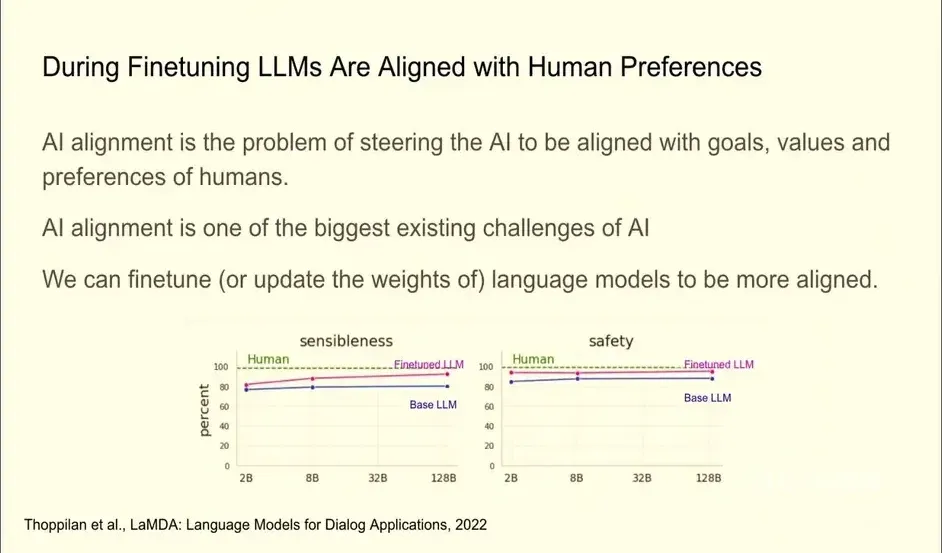 During Finetuning LLMs Are Aligned with Human Preferences
AI alignment is the problem of steering the AI to be aligned with goals, values and
preferences of humans.
AI alignment is one of the biggest existing challenges of AI
We can finetune (or update the weights of) language models to be more aligned.
sensibleness
Human
Finetuned LLM
Base LLM
percent
100
80
60
40
20
0
2B 8B 32B 128B
safety
Human
Finetuned LLM
Base LLM
100
80
60
40
20
0
2B 8B 32B 128B
Thoppilan et al., LaMDA: Language Models for Dialog Applications, 2022